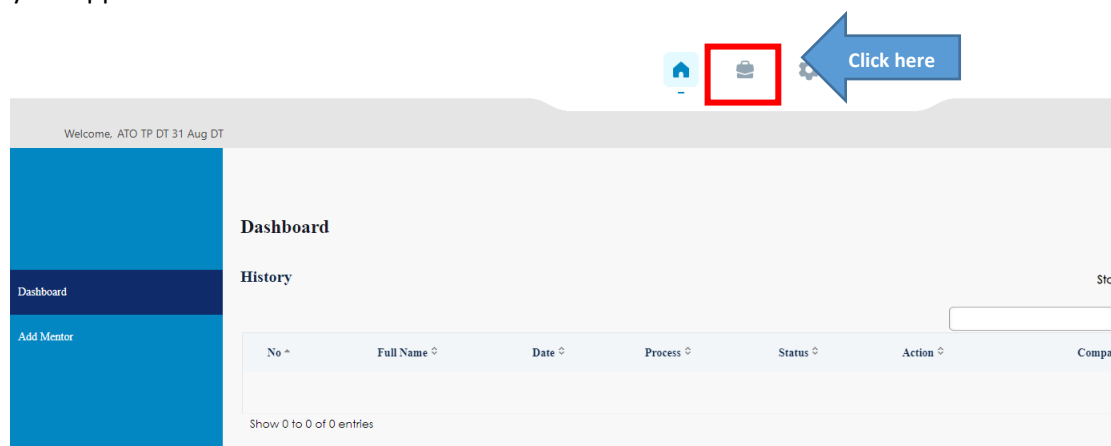 Click here
Welcome, ATO TP DT 31 Aug DT
Dashboard
History
Dashboard
Add Mentor
No Full Name Date Process Status Action
Show 0 to 0 of 0 entries